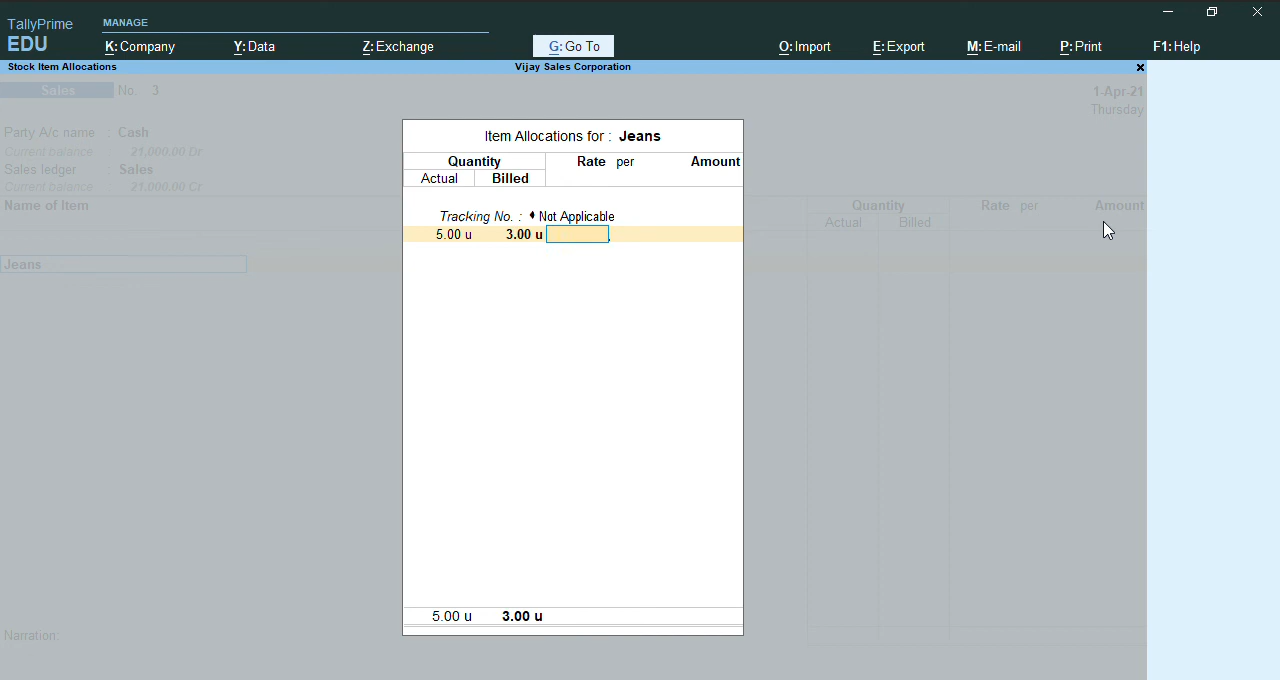 TallyPrime
EDU
MANAGE
K: Company Y: Data Z: Exchange G: Go To O: Import E: Export M: E-mail P: Print F1: Help
Stock Item Allocations Vijay Sales Corporation
Sales No. 3 1-Apr-21
Thursday
Party A/c name : Cash
Current balance : 21,000.00 Dr
Sales ledger : Sales
Current balance : 21,000.00 Cr
Name of Item Quantity Rate per Amount
Actual Billed
Jeans
Item Allocations for : Jeans
Quantity Rate per Amount
Actual Billed
Tracking No. : ♦ Not Applicable
5.00 u 3.00 u
5.00 u 3.00 u
Narration: